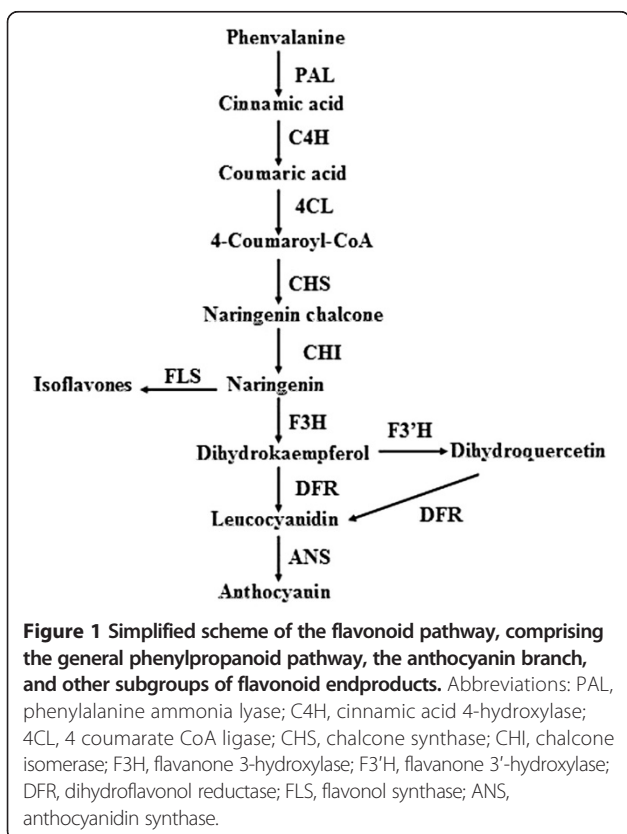 Phenvalanine
PAL
Cinnamic acid
C4H
Coumaric acid
4CL
4-Coumaroyl-CoA
CHS
Naringenin chalcone
CHI
Isoflavones FLS Naringenin
F3H
F3'H
Dihydrokaempferol Dihydroquercetin
DFR
Leucocyanidin DFR
ANS
Anthocyanin
Figure 1 Simplified scheme of the flavonoid pathway, comprising
the general phenylpropanoid pathway, the anthocyanin branch,
and other subgroups of flavonoid endproducts. Abbreviations: PAL,
phenylalanine ammonia lyase; C4H, cinnamic acid 4-hydroxylase;
4CL, 4 coumarate CoA ligase; CHS, chalcone synthase; CHI, chalcone
isomerase; F3H, flavanone 3-hydroxylase; F3′H, flavanone 3′-hydroxylase;
DFR, dihydroflavonol reductase; FLS, flavonol synthase; ANS,
anthocyanidin synthase.